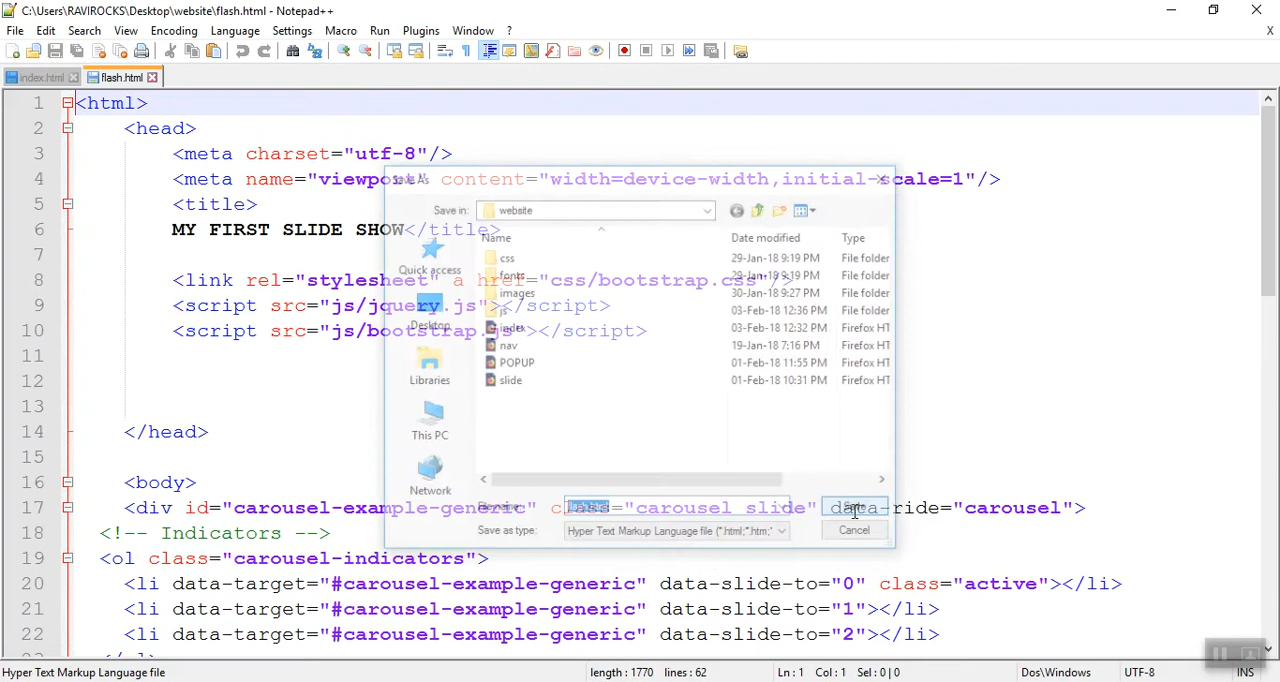 C:\Users\RAVIROCKS\Desktop\website\flash.html - Notepad++
File Edit Search View Encoding Language Settings Macro Run Plugins Window ? X
index.html flash.html
1 <html>
2 <head>
3 <meta charset="utf-8"/>
4 <meta name="viewport" content="width=device-width,initial-scale=1"/>
5 <title>
6 MY FIRST SLIDE SHOW</title>
7
8 <link rel="stylesheet" a href="css/bootstrap.css"/>
9 <script src="js/jquery.js"></script>
10 <script src="js/bootstrap.js"></script>
11
12
13
14 </head>
15
16 <body>
17 <div id="carousel-example-generic" class="carousel slide" data-ride="carousel">
18 <!-- Indicators -->
19 <ol class="carousel-indicators">
20 <li data-target="#carousel-example-generic" data-slide-to="0" class="active"></li>
21 <li data-target="#carousel-example-generic" data-slide-to="1"></li>
22 <li data-target="#carousel-example-generic" data-slide-to="2"></li>
Save As
Save in: website
Name Date modified Type
css 29-Jan-18 9:19 PM File folder
fonts 29-Jan-18 9:19 PM File folder
images 30-Jan-18 9:27 PM File folder
js 03-Feb-18 12:36 PM File folder
index 03-Feb-18 12:32 PM Firefox HT
nav 19-Jan-18 7:16 PM Firefox HT
POPUP 01-Feb-18 11:55 PM Firefox HT
slide 01-Feb-18 10:31 PM Firefox HT
Quick access
Desktop
Libraries
This PC
Network
File name: flash.html Save
Save as type: Hyper Text Markup Language file (*.html;*.htm;* Cancel
Hyper Text Markup Language file length : 1770 lines : 62 Ln : 1 Col : 1 Sel : 0 | 0 Dos\Windows UTF-8 INS